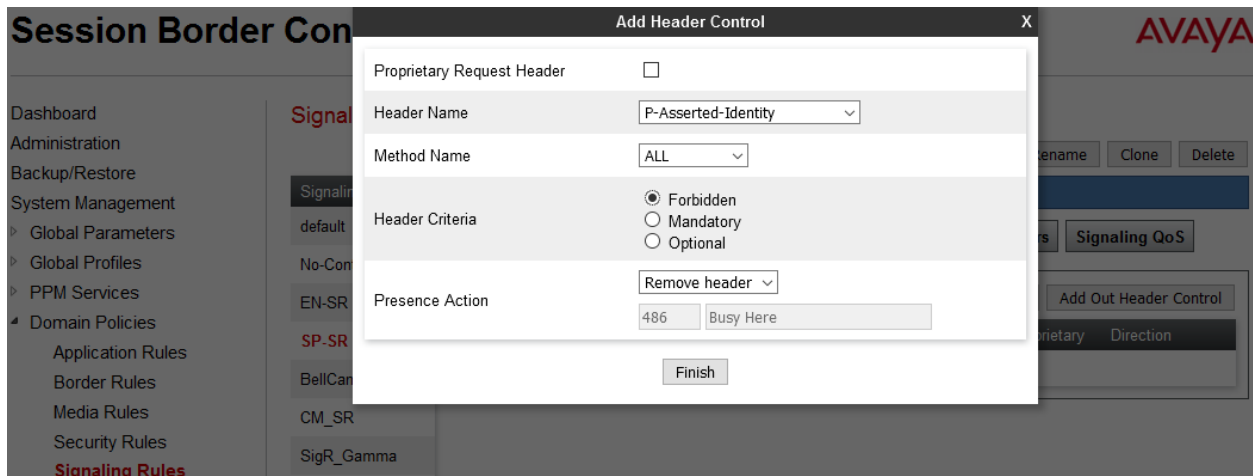 Session Border Con
AVAYA
Add Header Control X
Proprietary Request Header
Header Name P-Asserted-Identity
Method Name ALL
Header Criteria Forbidden
Mandatory
Optional
Presence Action Remove header
486 Busy Here
Finish
Dashboard
Administration
Backup/Restore
System Management
Global Parameters
Global Profiles
PPM Services
Domain Policies
Application Rules
Border Rules
Media Rules
Security Rules
Signaling Rules
Signal
Signalin
default
No-Con
EN-SR
SP-SR
BellCan
CM_SR
SigR_Gamma
ename Clone Delete
rs Signaling QoS
Add Out Header Control
prietary Direction